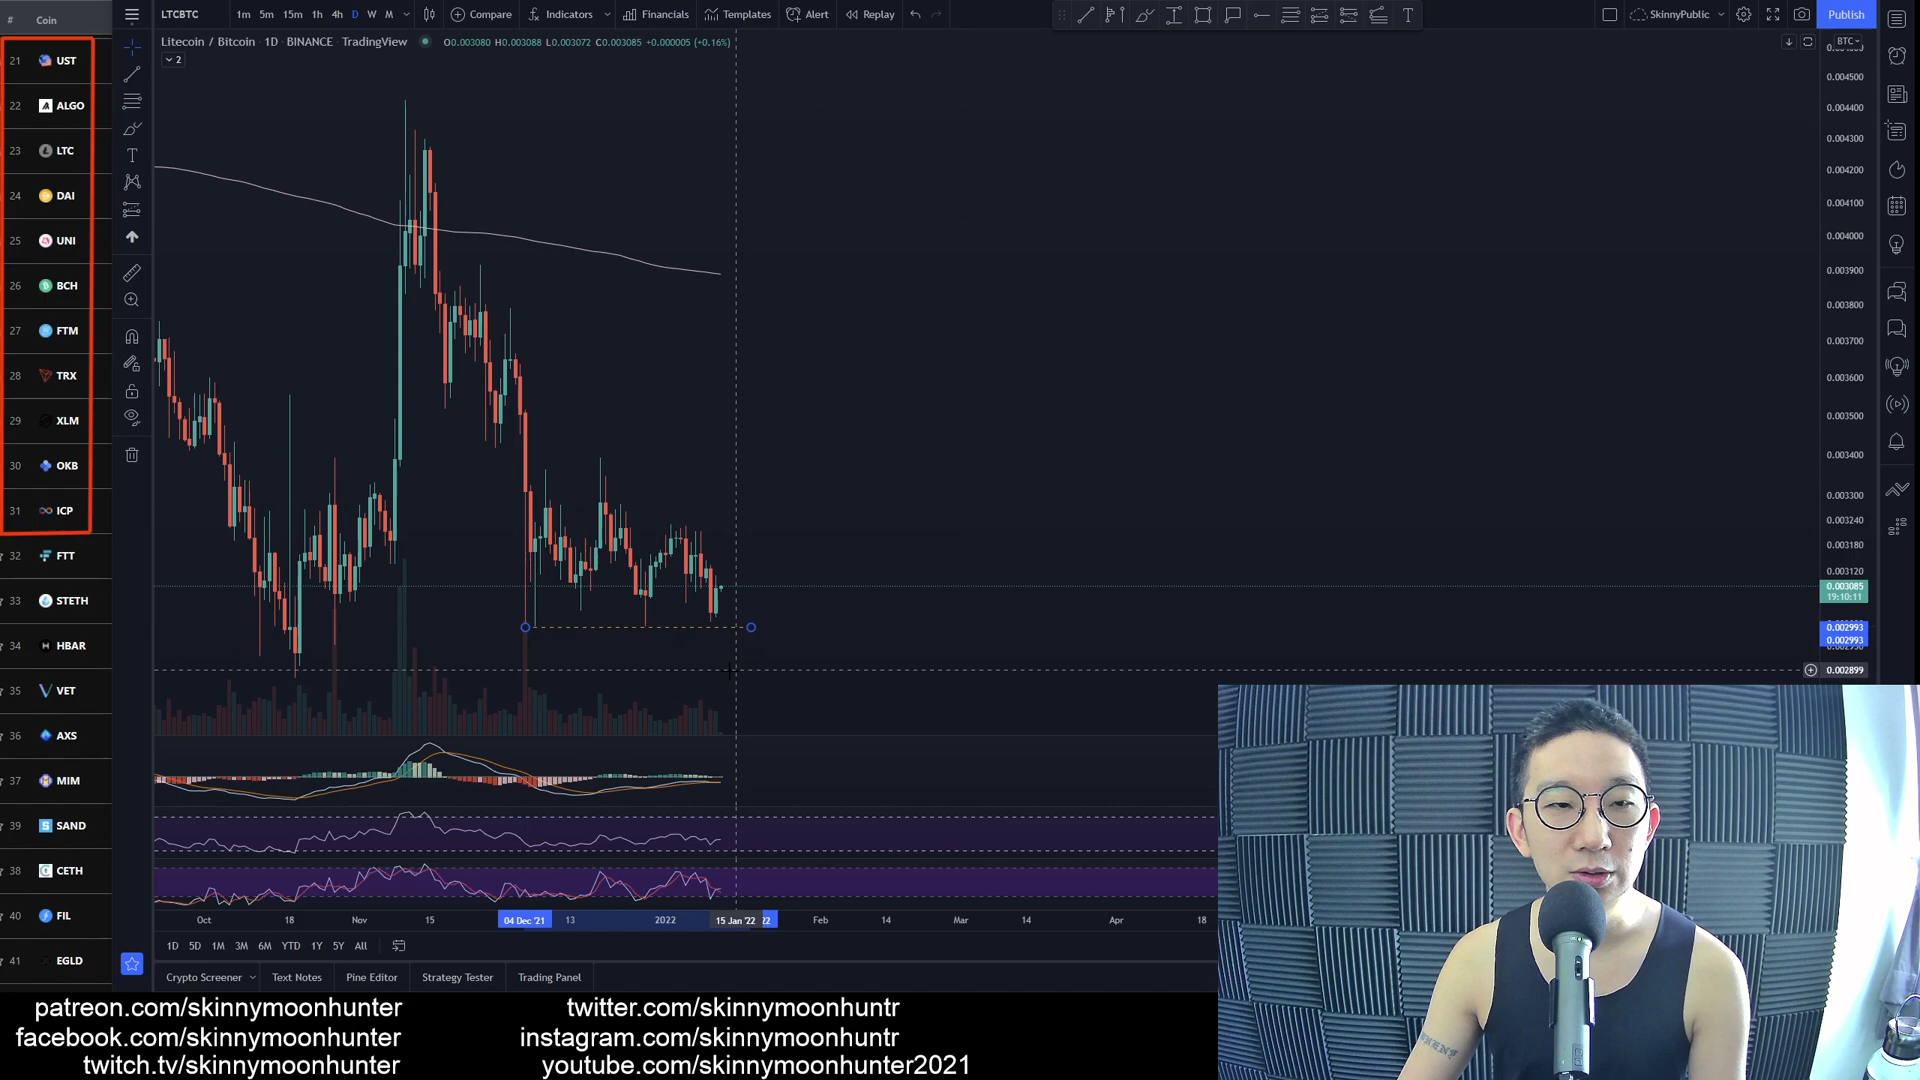 # Coin
21 UST
22 ALGO
23 LTC
24 DAI
25 UNI
26 BCH
27 FTM
28 TRX
29 XLM
30 OKB
31 ICP
32 FTT
33 STETH
34 HBAR
35 VET
36 AXS
37 MIM
39 SAND
38 CETH
40 FIL
41 EGLD
LTCBTC 1m 5m 15m 1h 4h D W M Compare Indicators Financials Templates Alert Replay SkinnyPublic Publish
Litecoin / Bitcoin · 1D · BINANCE · TradingView O0.003080 H0.003088 L0.003072 C0.003085 +0.000005 (+0.16%)
2
BTC
0.004500
0.004400
0.004300
0.004200
0.004100
0.004000
0.003900
0.003800
0.003700
0.003600
0.003500
0.003400
0.003300
0.003240
0.003180
0.003120
0.003085
19:10:11
0.002993
0.002993
0.002899
Oct 18 Nov 15 04 Dec '21 13 2022 15 Jan '22 22 Feb 14 Mar 14 Apr 18
1D 5D 1M 3M 6M YTD 1Y 5Y All
Crypto Screener Text Notes Pine Editor Strategy Tester Trading Panel
patreon.com/skinnymoonhunter twitter.com/skinnymoonhuntr
facebook.com/skinnymoonhunter instagram.com/skinnymoonhuntr
twitch.tv/skinnymoonhunter youtube.com/skinnymoonhunter2021